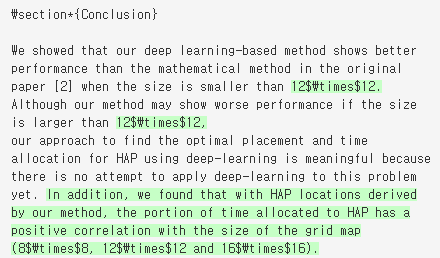 ₩section*{Conclusion}

We showed that our deep learning-based method shows better
performance than the mathematical method in the original
paper [2] when the size is smaller than 12$₩times$12.
Although our method may show worse performance if the size
is larger than 12$₩times$12,
our approach to find the optimal placement and time
allocation for HAP using deep-learning is meaningful because
there is no attempt to apply deep-learning to this problem
yet. In addition, we found that with HAP locations derived
by our method, the portion of time allocated to HAP has a
positive correlation with the size of the grid map
(8$₩times$8, 12$₩times$12 and 16$₩times$16).